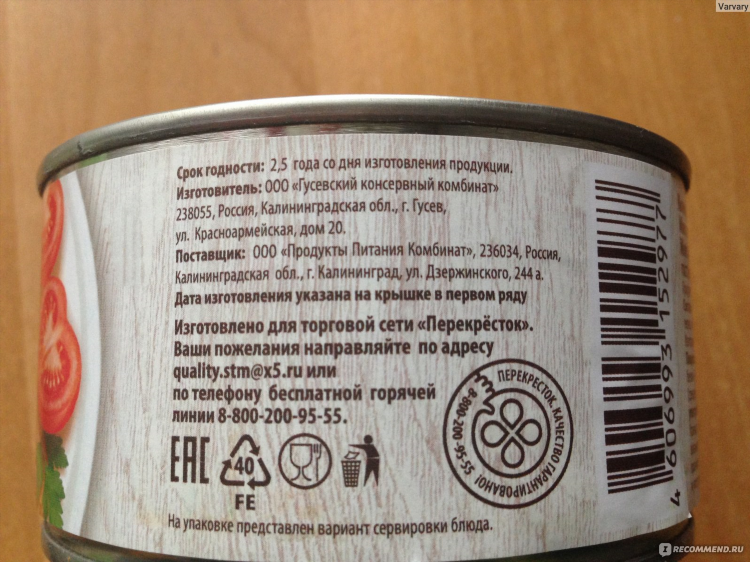 Varvary
Срок годности: 2,5 года со дня изготовления продукции.
Изготовитель: ООО «Гусевский консервный комбинат»
238055, Россия, Калининградская обл., г. Гусев,
ул. Красноармейская, дом 20.
Поставщик: ООО «Продукты Питания Комбинат», 236034, Россия,
Калининградская обл., г. Калининград, ул. Дзержинского, 244 а.
Дата изготовления указана на крышке в первом ряду
Изготовлено для торговой сети «Перекрёсток».
Ваши пожелания направляйте по адресу
quality.stm@x5.ru или
по телефону бесплатной горячей
линии 8-800-200-95-55.
ПЕРЕКРЕСТОК. КАЧЕСТВО ГАРАНТИРОВАНО!
8-800-200-95-55
EAC
40
FE
На упаковке представлен вариант сервировки блюда.
4 606993 152977
IRECOMMEND.RU